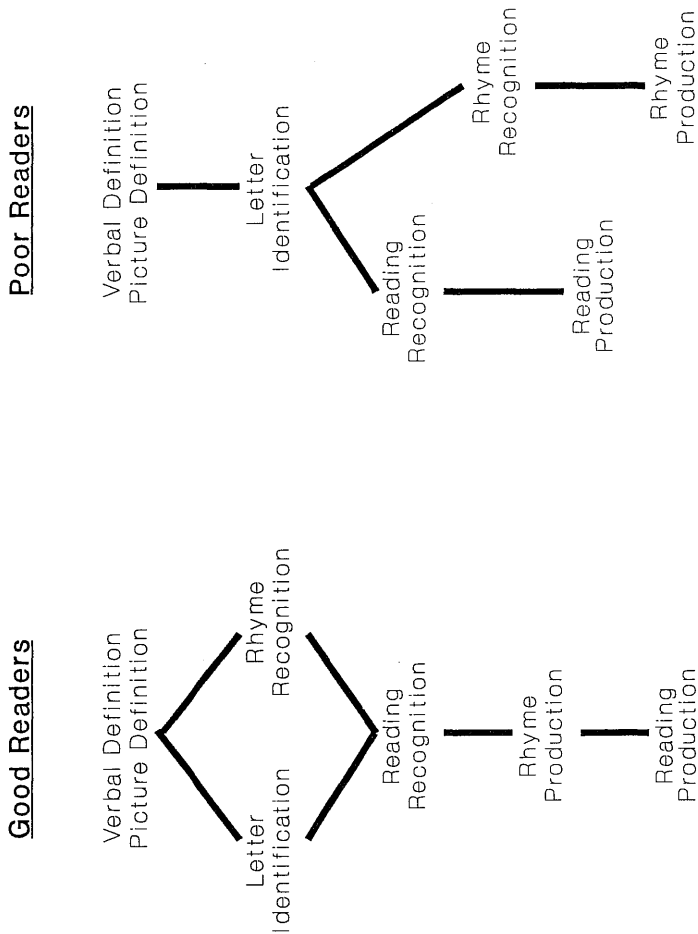 Good Readers
Verbal Definition
Picture Definition
Letter
Identification
Rhyme
Recognition
Reading
Recognition
Rhyme
Production
Reading
Production
Poor Readers
Verbal Definition
Picture Definition
Letter
Identification
Reading
Recognition
Rhyme
Recognition
Reading
Production
Rhyme
Production